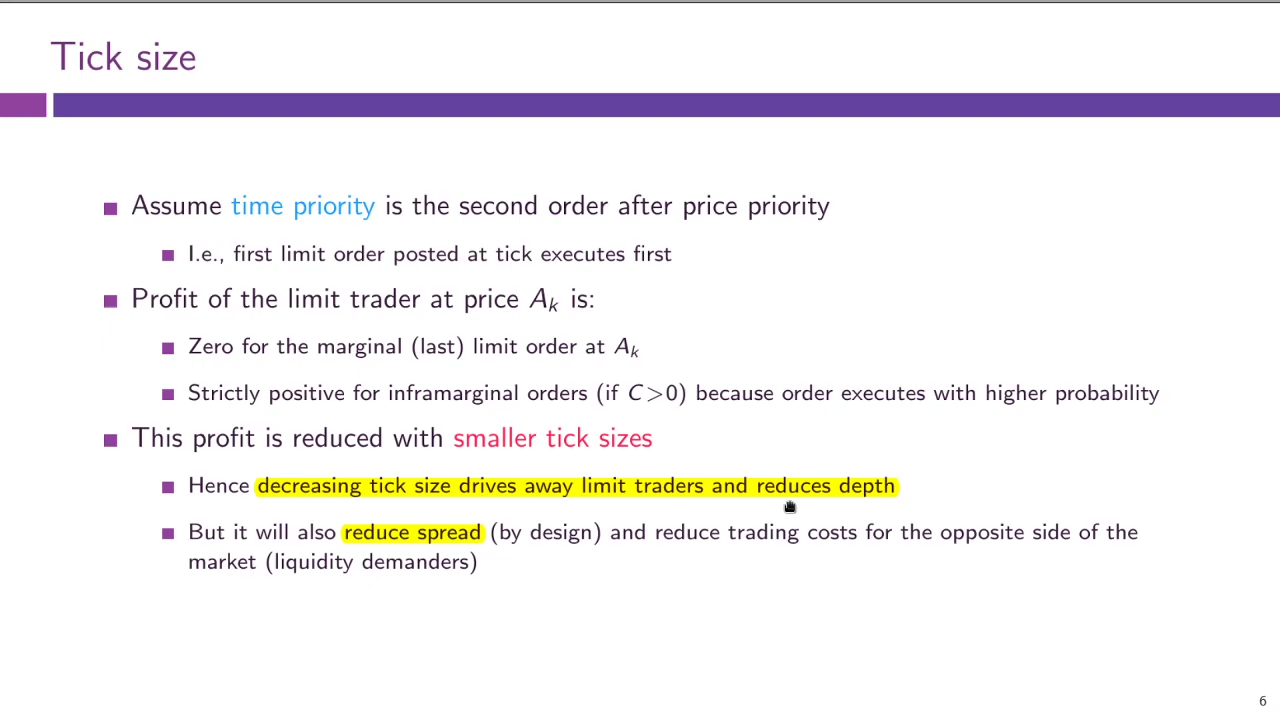 Tick size
Assume time priority is the second order after price priority
I.e., first limit order posted at tick executes first
Profit of the limit trader at price Aₖ is:
Zero for the marginal (last) limit order at Aₖ
Strictly positive for inframarginal orders (if C>0) because order executes with higher probability
This profit is reduced with smaller tick sizes
Hence decreasing tick size drives away limit traders and reduces depth
But it will also reduce spread (by design) and reduce trading costs for the opposite side of the
market (liquidity demanders)
6